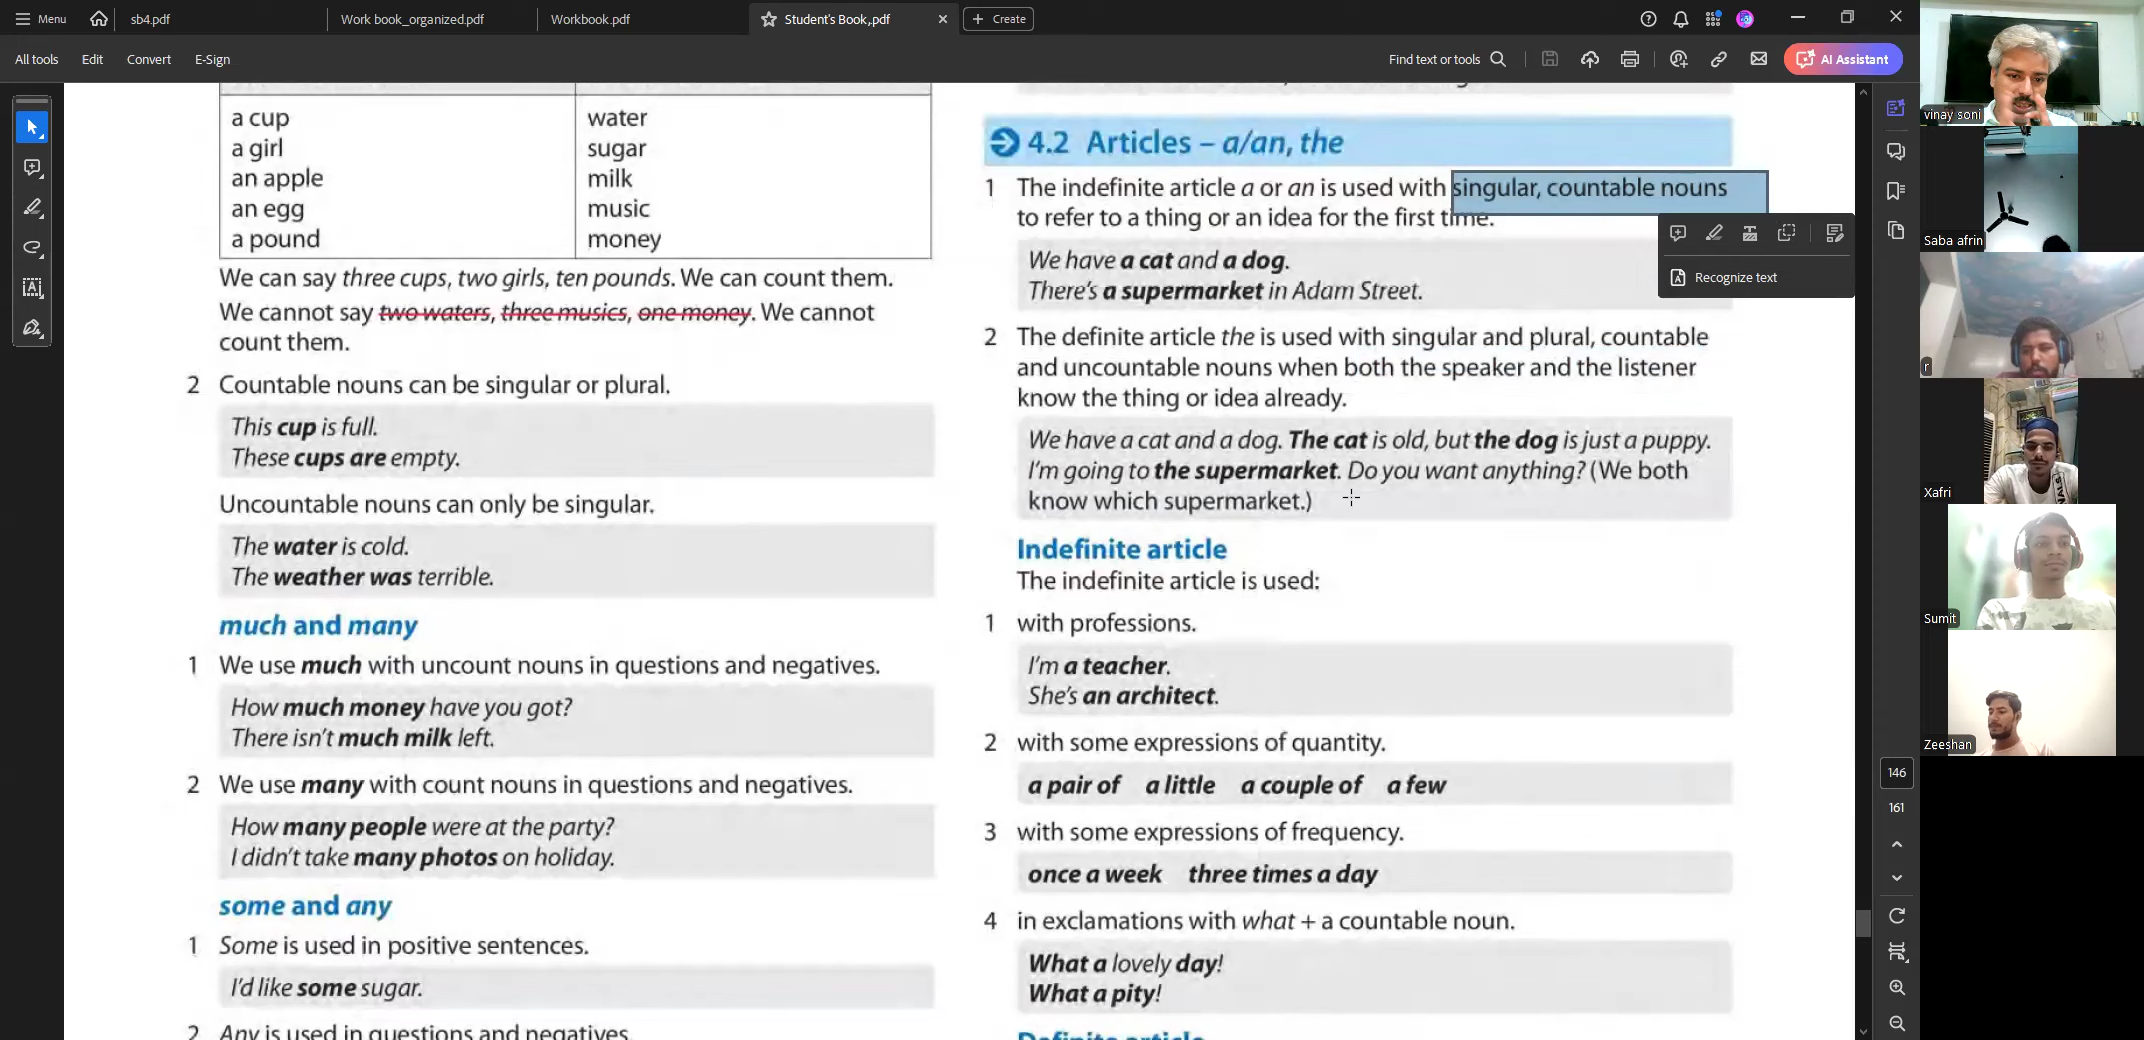 Menu
sb4.pdf
Work book_organized.pdf
Workbook.pdf
Student's Book,.pdf
Create
All tools
Edit
Convert
E-Sign
Find text or tools
AI Assistant
a cup
a girl
an apple
an egg
a pound
water
sugar
milk
music
money
We can say three cups, two girls, ten pounds. We can count them.
We cannot say two waters, three musics, one money. We cannot
count them.
2 Countable nouns can be singular or plural.
This cup is full.
These cups are empty.
Uncountable nouns can only be singular.
The water is cold.
The weather was terrible.
much and many
1 We use much with uncount nouns in questions and negatives.
How much money have you got?
There isn't much milk left.
2 We use many with count nouns in questions and negatives.
How many people were at the party?
I didn't take many photos on holiday.
some and any
1 Some is used in positive sentences.
I'd like some sugar.
2 Any is used in questions and negatives.
4.2 Articles – a/an, the
1 The indefinite article a or an is used with singular, countable nouns
to refer to a thing or an idea for the first time.
We have a cat and a dog.
There's a supermarket in Adam Street.
Recognize text
2 The definite article the is used with singular and plural, countable
and uncountable nouns when both the speaker and the listener
know the thing or idea already.
We have a cat and a dog. The cat is old, but the dog is just a puppy.
I'm going to the supermarket. Do you want anything? (We both
know which supermarket.)
Indefinite article
The indefinite article is used:
1 with professions.
I'm a teacher.
She's an architect.
2 with some expressions of quantity.
a pair of a little a couple of a few
3 with some expressions of frequency.
once a week three times a day
4 in exclamations with what + a countable noun.
What a lovely day!
What a pity!
Definite article
146
161
vinay soni
Saba afrin
r
Xafri
Sumit
Zeeshan